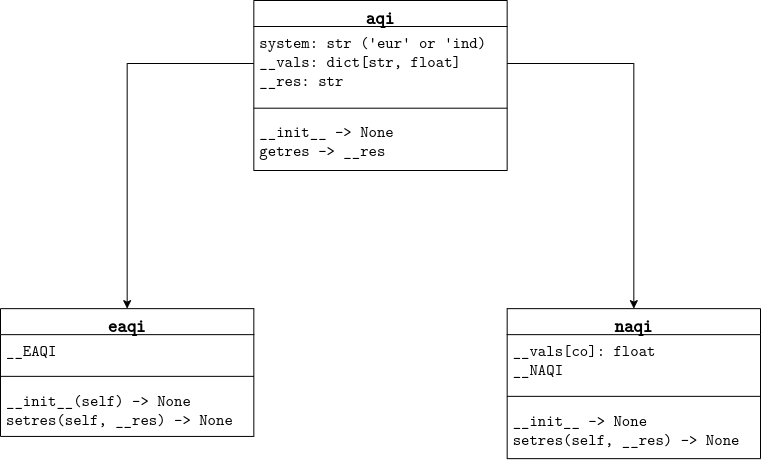 aqi
system: str ('eur' or 'ind)
__vals: dict[str, float]
__res: str
__init__ -> None
getres -> __res
eaqi
__EAQI
__init__(self) -> None
setres(self, __res) -> None
naqi
__vals[co]: float
__NAQI
__init__ -> None
setres(self, __res) -> None